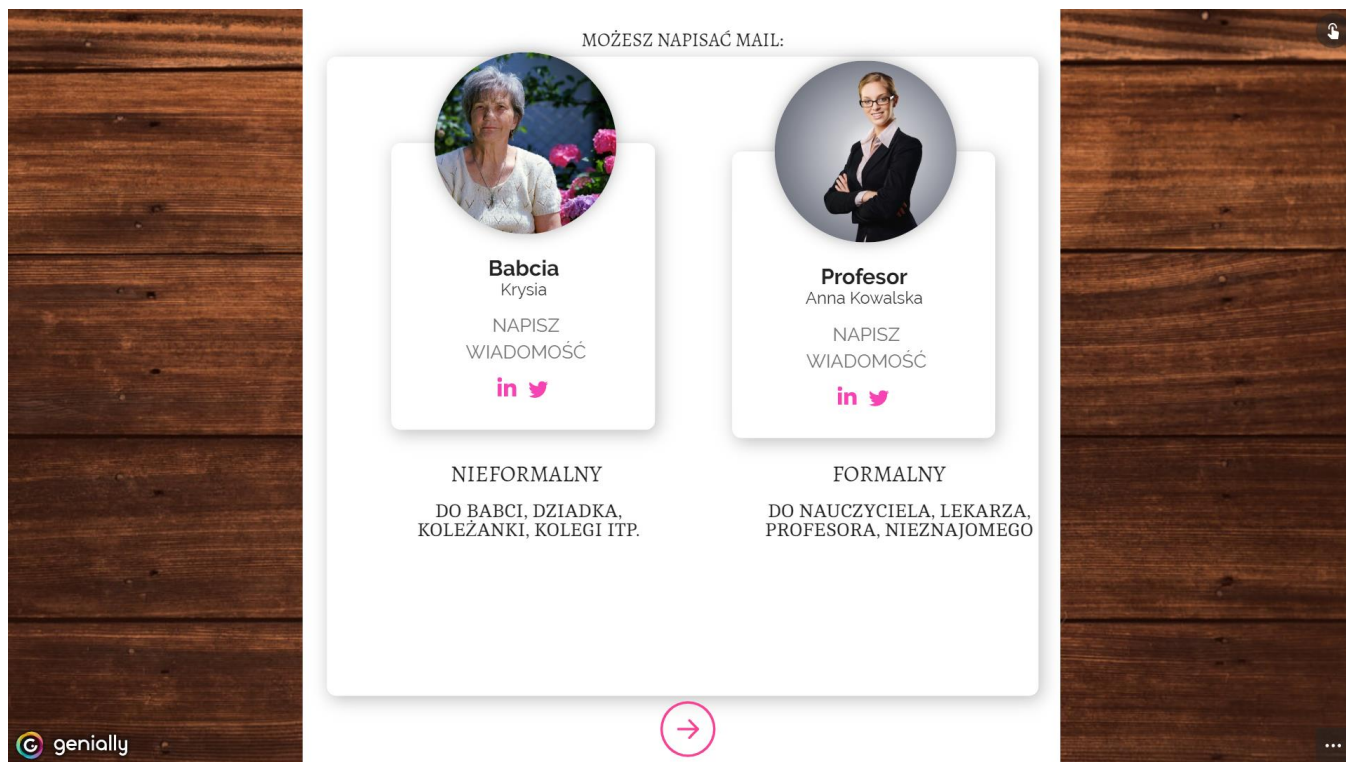 MOŻESZ NAPISAĆ MAIL:
Babcia
Krysia
NAPISZ
WIADOMOŚĆ
in
NIEFORMALNY
DO BABCI, DZIADKA,
KOLEŻANKI, KOLEGI ITP.
Profesor
Anna Kowalska
NAPISZ
WIADOMOŚĆ
in
FORMALNY
DO NAUCZYCIELA, LEKARZA,
PROFESORA, NIEZNAJOMEGO
genially